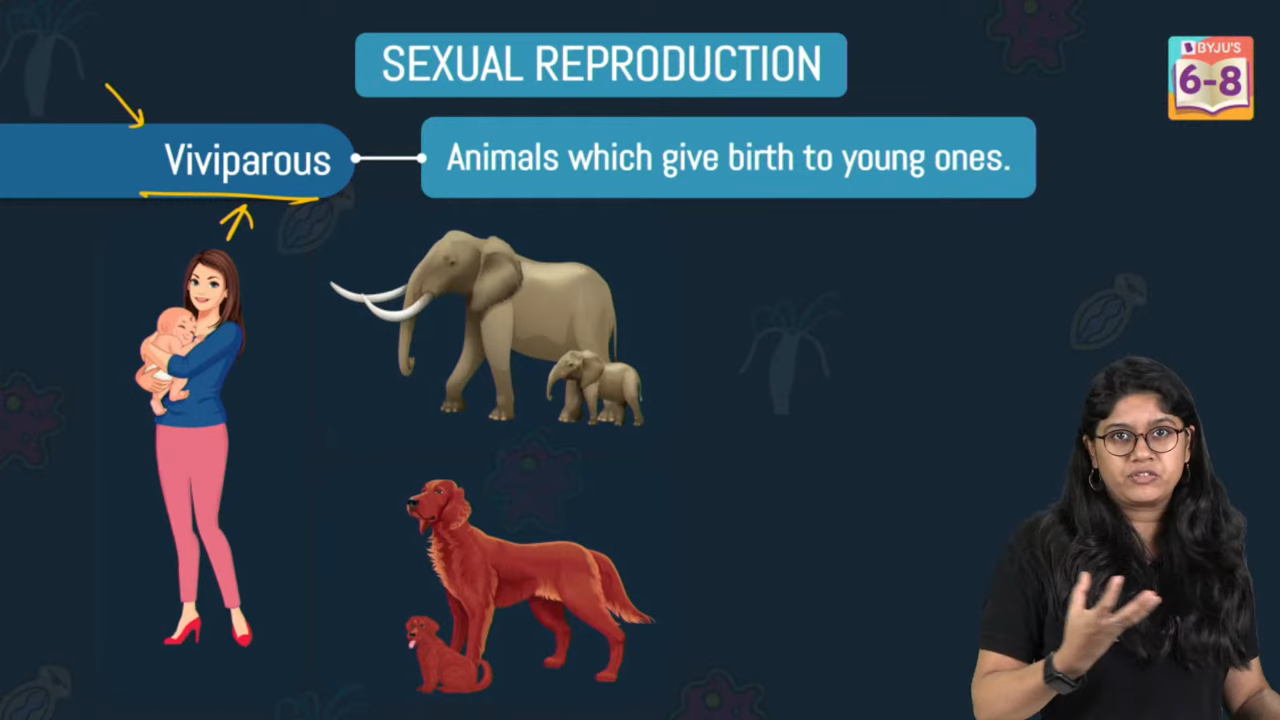 SEXUAL REPRODUCTION
BYJU'S
6-8
Viviparous
Animals which give birth to young ones.